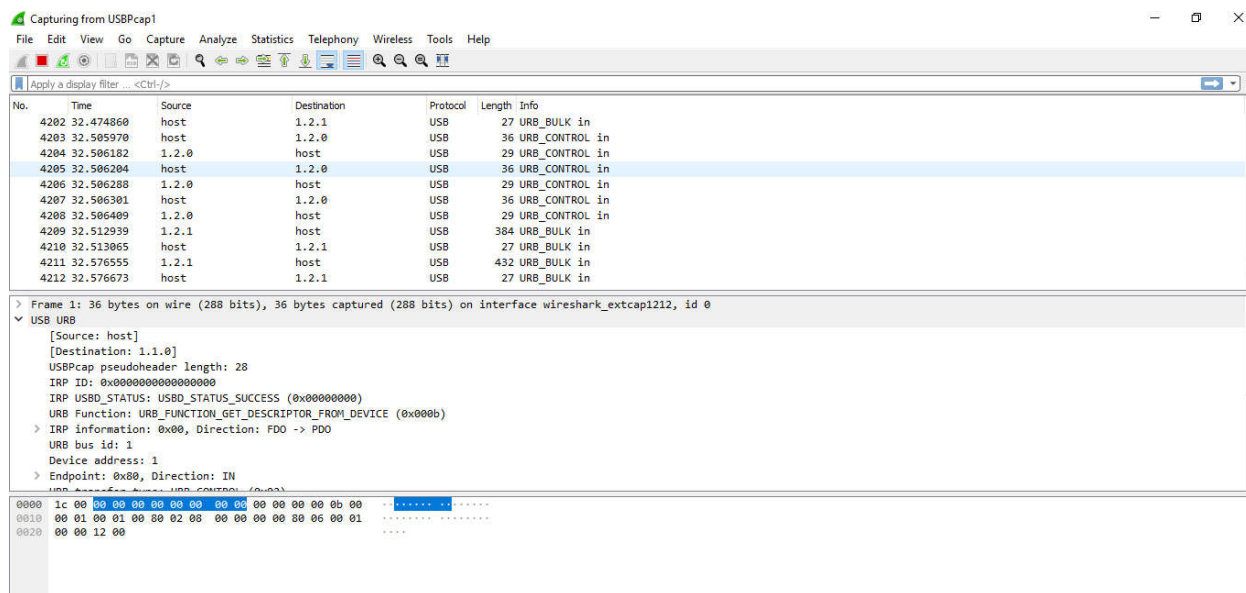 Capturing from USBPcap1
File Edit View Go Capture Analyze Statistics Telephony Wireless Tools Help
Apply a display filter ... <Ctrl-/>
No. Time Source Destination Protocol Length Info
4202 32.474860 host 1.2.1 USB 27 URB_BULK in
4203 32.505970 host 1.2.0 USB 36 URB_CONTROL in
4204 32.506182 1.2.0 host USB 29 URB_CONTROL in
4205 32.506204 host 1.2.0 USB 36 URB_CONTROL in
4206 32.506288 1.2.0 host USB 29 URB_CONTROL in
4207 32.506301 host 1.2.0 USB 36 URB_CONTROL in
4208 32.506409 1.2.0 host USB 29 URB_CONTROL in
4209 32.512939 1.2.1 host USB 384 URB_BULK in
4210 32.513065 host 1.2.1 USB 27 URB_BULK in
4211 32.576555 1.2.1 host USB 432 URB_BULK in
4212 32.576673 host 1.2.1 USB 27 URB_BULK in
Frame 1: 36 bytes on wire (288 bits), 36 bytes captured (288 bits) on interface wireshark_extcap1212, id 0
USB URB
[Source: host]
[Destination: 1.1.0]
USBPcap pseudoheader length: 28
IRP ID: 0x0000000000000000
IRP USBD_STATUS: USBD_STATUS_SUCCESS (0x00000000)
URB Function: URB_FUNCTION_GET_DESCRIPTOR_FROM_DEVICE (0x000b)
IRP information: 0x00, Direction: FDO -> PDO
URB bus id: 1
Device address: 1
Endpoint: 0x80, Direction: IN
URB transfer type: URB_CONTROL (0x02)
0000 1c 00 00 00 00 00 00 00 00 00 00 00 00 00 0b 00 ········ ········
0010 00 01 00 01 00 80 02 08 00 00 00 00 80 06 00 01 ········ ········
0020 00 00 12 00 ····